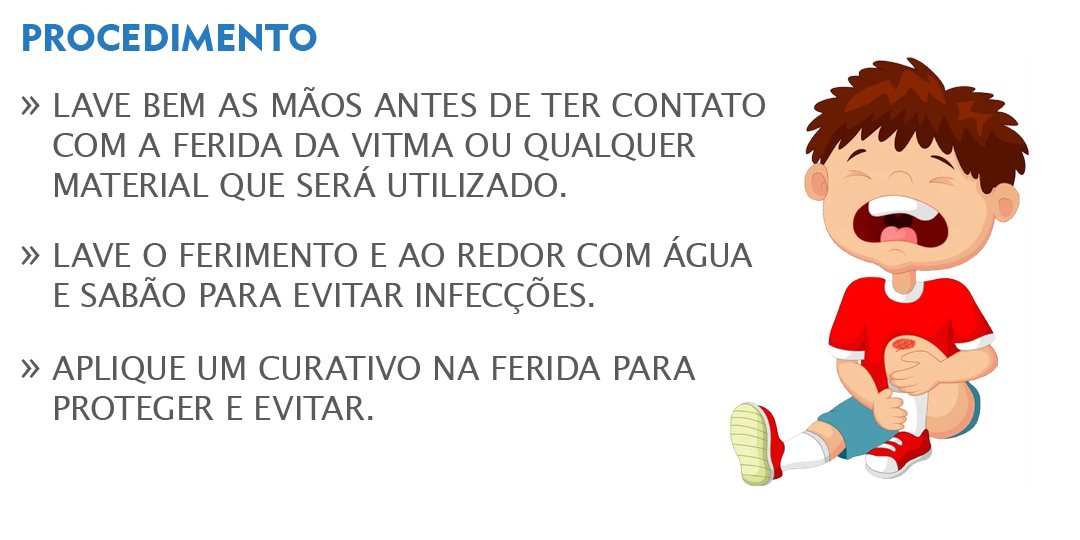 PROCEDIMENTO
» LAVE BEM AS MÃOS ANTES DE TER CONTATO
COM A FERIDA DA VITMA OU QUALQUER
MATERIAL QUE SERÁ UTILIZADO.
» LAVE O FERIMENTO E AO REDOR COM ÁGUA
E SABÃO PARA EVITAR INFECÇÕES.
» APLIQUE UM CURATIVO NA FERIDA PARA
PROTEGER E EVITAR.